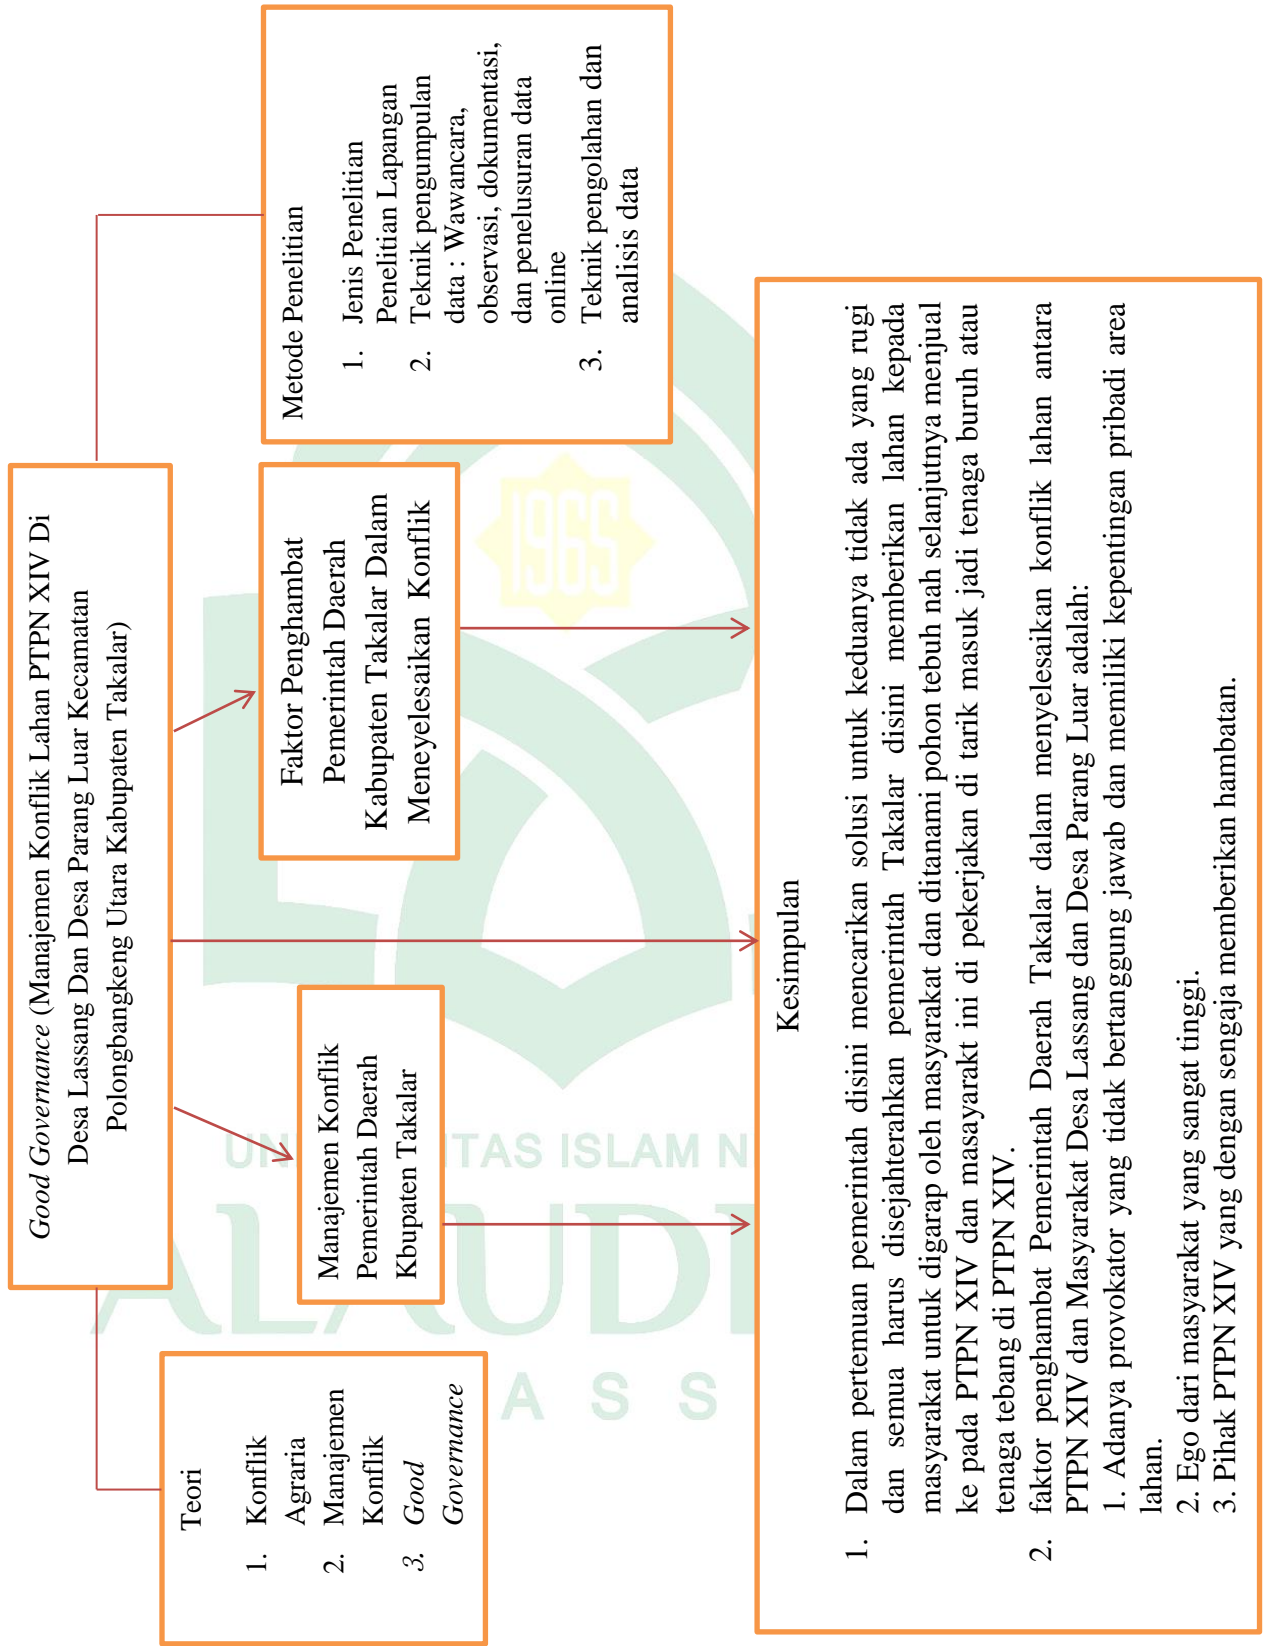 Good Governance (Manajemen Konflik Lahan PTPN XIV Di
Desa Lassang Dan Desa Parang Luar Kecamatan
Polongbangkeng Utara Kabupaten Takalar)
Teori
1. Konflik
Agraria
2. Manajemen
Konflik
3. Good
Governance
Manajemen Konflik
Pemerintah Daerah
Kbupaten Takalar
Faktor Penghambat
Pemerintah Daerah
Kabupaten Takalar Dalam
Meneyelesaikan Konflik
Metode Penelitian
1. Jenis Penelitian
Penelitian Lapangan
2. Teknik pengumpulan
data : Wawancara,
observasi, dokumentasi,
dan penelusuran data
online
3. Teknik pengolahan dan
analisis data
Kesimpulan
1. Dalam pertemuan pemerintah disini mencarikan solusi untuk keduanya tidak ada yang rugi
dan semua harus disejahterahkan pemerintah Takalar disini memberikan lahan kepada
masyarakat untuk digarap oleh masyarakat dan ditanami pohon tebuh nah selanjutnya menjual
ke pada PTPN XIV dan masayarakt ini di pekerjakan di tarik masuk jadi tenaga buruh atau
tenaga tebang di PTPN XIV.
2. faktor penghambat Pemerintah Daerah Takalar dalam menyelesaikan konflik lahan antara
PTPN XIV dan Masyarakat Desa Lassang dan Desa Parang Luar adalah:
1. Adanya provokator yang tidak bertanggung jawab dan memiliki kepentingan pribadi area
lahan.
2. Ego dari masyarakat yang sangat tinggi.
3. Pihak PTPN XIV yang dengan sengaja memberikan hambatan.
1965
UN
ITAS ISLAM N
ALAUD
A S S